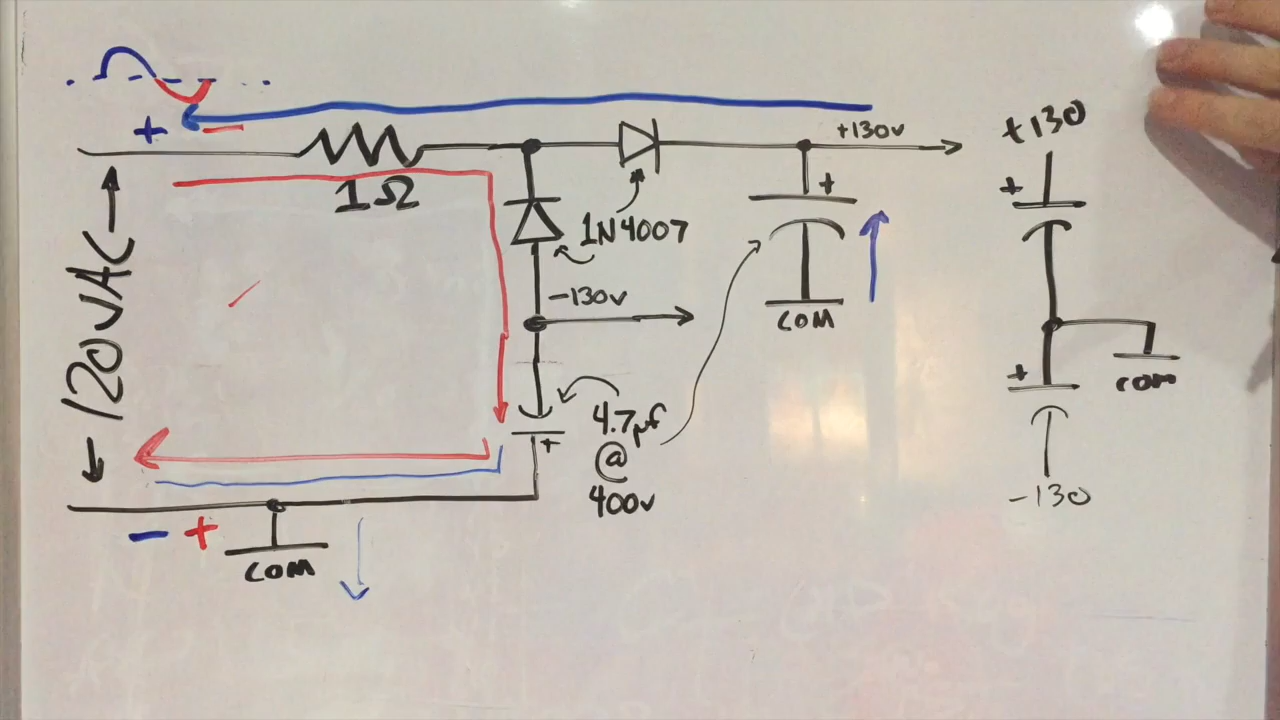 + −
1Ω
120VAC
1N4007
+130v
+
COM
−130v
4.7µf
@
400v
+
− +
COM
+130
+
+
COM
−130